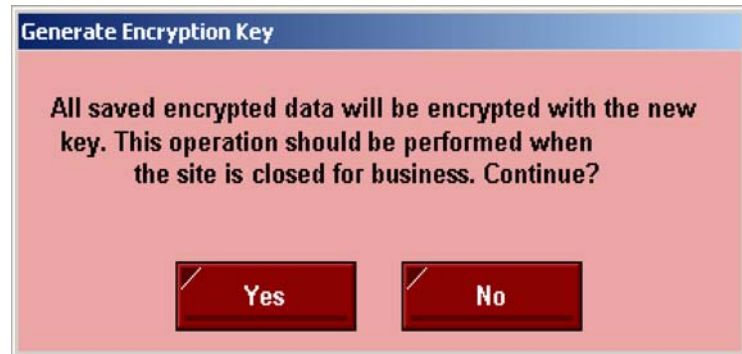 Generate Encryption Key
All saved encrypted data will be encrypted with the new
key. This operation should be performed when
the site is closed for business. Continue?
Yes
No